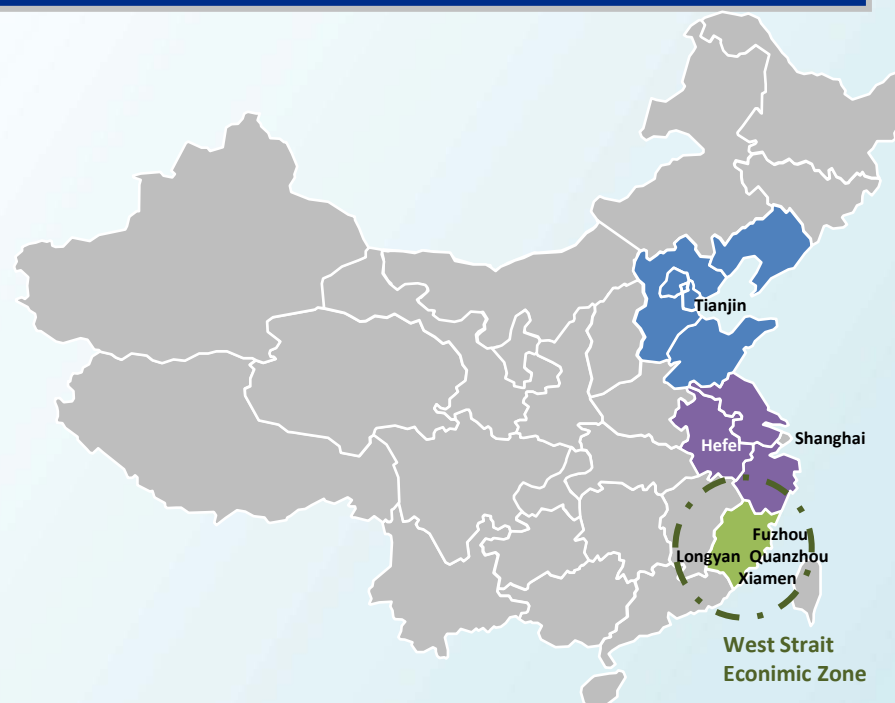 Tianjin
Shanghai
Hefei
Fuzhou
Longyan Quanzhou
Xiamen
West Strait
Econimic Zone